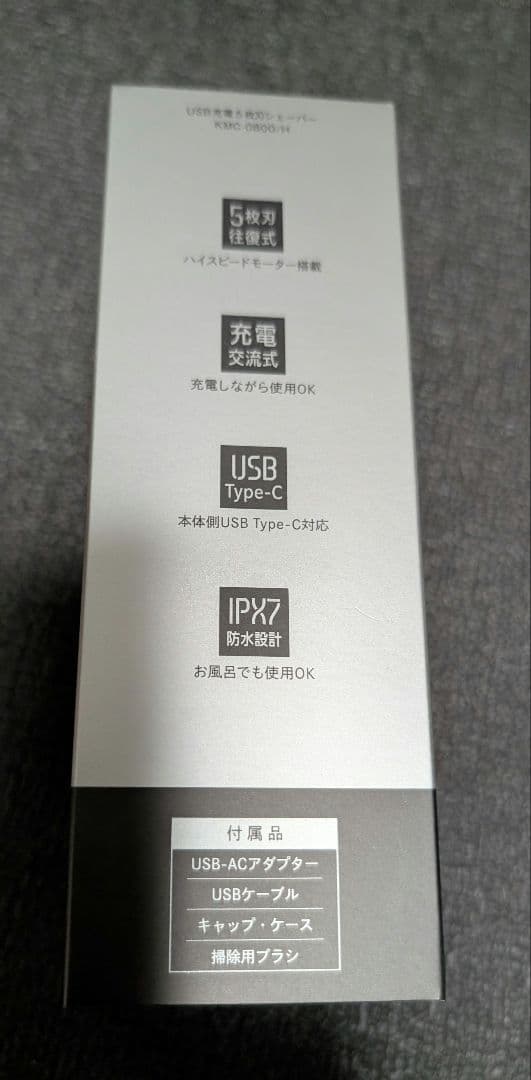 USB充電5枚刃シェーバー
KMC-0800/H
5枚刃
往復式
ハイスピードモーター搭載
充電
交流式
充電しながら使用OK
USB
Type-C
本体側USB Type-C対応
IPX7
防水設計
お風呂でも使用OK
付属品
USB-ACアダプター
USBケーブル
キャップ・ケース
掃除用ブラシ